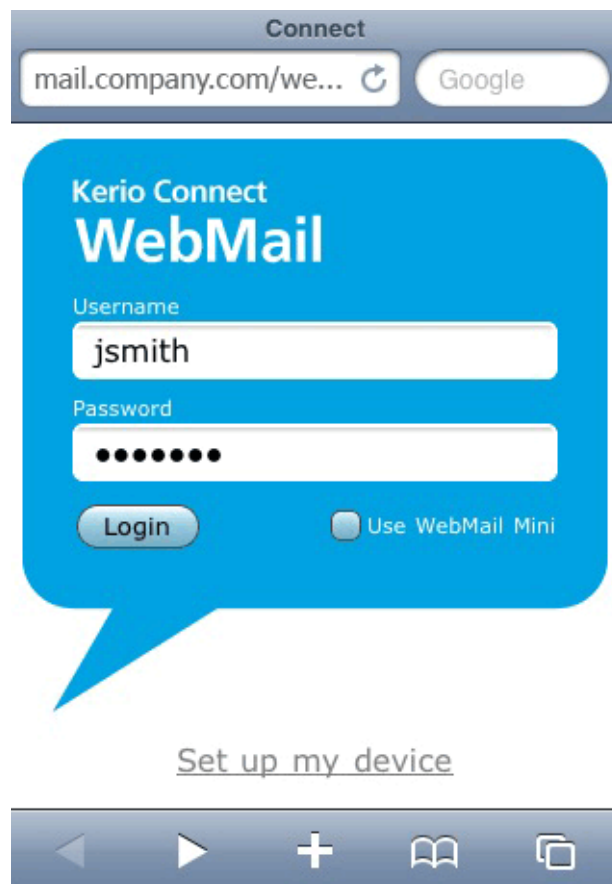 Connect
mail.company.com/we... Google
Kerio Connect
WebMail
Username
jsmith
Password
•••••••
Login Use WebMail Mini
Set up my device